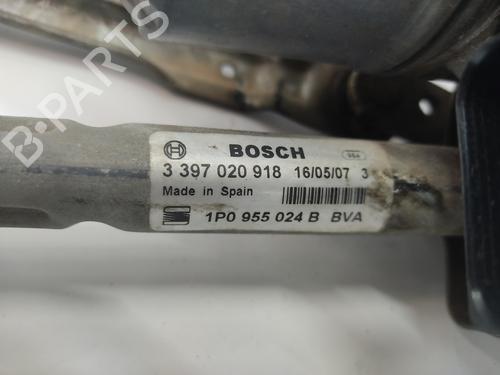 B-PARTS
BOSCH
3 397 020 918 16/05/07 3
Made in Spain
1P0 955 024 B BVA